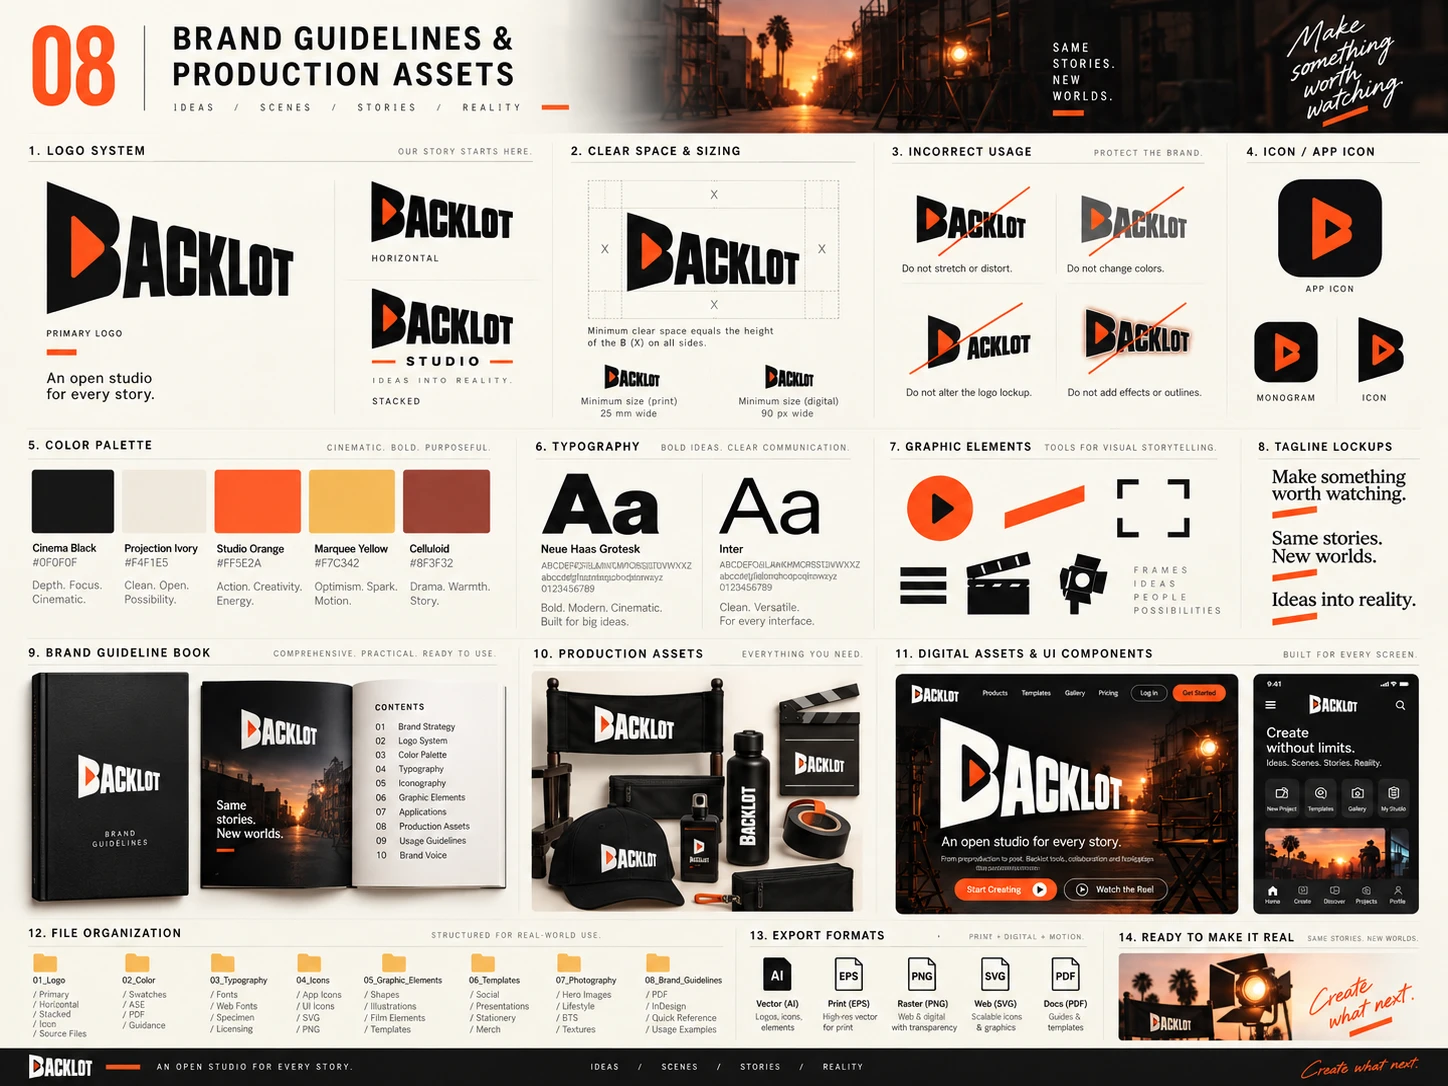 08
BRAND GUIDELINES &
PRODUCTION ASSETS
IDEAS / SCENES / STORIES / REALITY
SAME
STORIES.
NEW
WORLDS.
Make
something
worth
watching.
1. LOGO SYSTEM
OUR STORY STARTS HERE.
BACKLOT
PRIMARY LOGO
An open studio
for every story.
BACKLOT
HORIZONTAL
BACKLOT
STUDIO
IDEAS INTO REALITY.
STACKED
2. CLEAR SPACE & SIZING
X
X
BACKLOT
X
X
Minimum clear space equals the height
of the B (X) on all sides.
BACKLOT
Minimum size (print)
25 mm wide
BACKLOT
Minimum size (digital)
90 px wide
3. INCORRECT USAGE
PROTECT THE BRAND.
BACKLOT
Do not stretch or distort.
BACKLOT
Do not change colors.
BACKLOT
Do not alter the logo lockup.
BACKLOT
Do not add effects or outlines.
4. ICON / APP ICON
APP ICON
MONOGRAM
ICON
5. COLOR PALETTE
CINEMATIC. BOLD. PURPOSEFUL.
Cinema Black
#0F0F0F
Depth. Focus.
Cinematic.
Projection Ivory
#F4F1E5
Clean. Open.
Possibility.
Studio Orange
#FF5E2A
Action. Creativity.
Energy.
Marquee Yellow
#F7C342
Optimism. Spark.
Motion.
Celluloid
#8F3F32
Drama. Warmth.
Story.
6. TYPOGRAPHY
BOLD IDEAS. CLEAR COMMUNICATION.
Aa
Neue Haas Grotesk
0123456789
Bold. Modern. Cinematic.
Built for big ideas.
Aa
Inter
0123456789
Clean. Versatile.
For every interface.
7. GRAPHIC ELEMENTS
TOOLS FOR VISUAL STORYTELLING.
FRAMES
IDEAS
PEOPLE
POSSIBILITIES
8. TAGLINE LOCKUPS
Make something
worth watching.
Same stories.
New worlds.
Ideas into reality.
9. BRAND GUIDELINE BOOK
COMPREHENSIVE. PRACTICAL. READY TO USE.
BACKLOT
BRAND
GUIDELINES
BACKLOT
Same
stories.
New worlds.
CONTENTS
01 Brand Strategy
02 Logo System
03 Color Palette
04 Typography
05 Iconography
06 Graphic Elements
07 Applications
08 Production Assets
09 Usage Guidelines
10 Brand Voice
10. PRODUCTION ASSETS
EVERYTHING YOU NEED.
BACKLOT
BACKLOT
BACKLOT
BACKLOT
11. DIGITAL ASSETS & UI COMPONENTS
BUILT FOR EVERY SCREEN.
BACKLOT
Products Templates Gallery Pricing Log in Get Started
BACKLOT
An open studio for every story.
From preproduction to post. Backlot tools, collaboration and
Start Creating
Watch the Reel
9:41
BACKLOT
Create
without limits.
Ideas. Scenes. Stories. Reality.
New Project Templates Gallery My Studio
Home Create Discover Projects Profile
12. FILE ORGANIZATION
STRUCTURED FOR REAL-WORLD USE.
01_Logo
/ Primary
/ Horizontal
/ Stacked
/ Icon
/ Source Files
02_Color
/ Swatches
/ ASE
/ PDF
/ Guidance
03_Typography
/ Fonts
/ Web Fonts
/ Specimen
/ Licensing
04_Icons
/ App Icons
/ UI Icons
/ SVG
/ PNG
05_Graphic_Elements
/ Shapes
/ Illustrations
/ Film Elements
/ Templates
06_Templates
/ Social
/ Presentations
/ Stationery
/ Merch
07_Photography
/ Hero Images
/ Lifestyle
/ BTS
/ Textures
08_Brand_Guidelines
/ PDF
/ InDesign
/ Quick Reference
/ Usage Examples
13. EXPORT FORMATS
PRINT + DIGITAL + MOTION.
AI
Vector (AI)
Logos, icons,
elements
EPS
Print (EPS)
High-res vector
for print
PNG
Raster (PNG)
Web & digital
with transparency
SVG
Web (SVG)
Scalable icons
& graphics
PDF
Docs (PDF)
Guides &
templates
14. READY TO MAKE IT REAL
SAME STORIES. NEW WORLDS.
BACKLOT
Create
what next.
BACKLOT
AN OPEN STUDIO FOR EVERY STORY.
IDEAS / SCENES / STORIES / REALITY
Create what next.